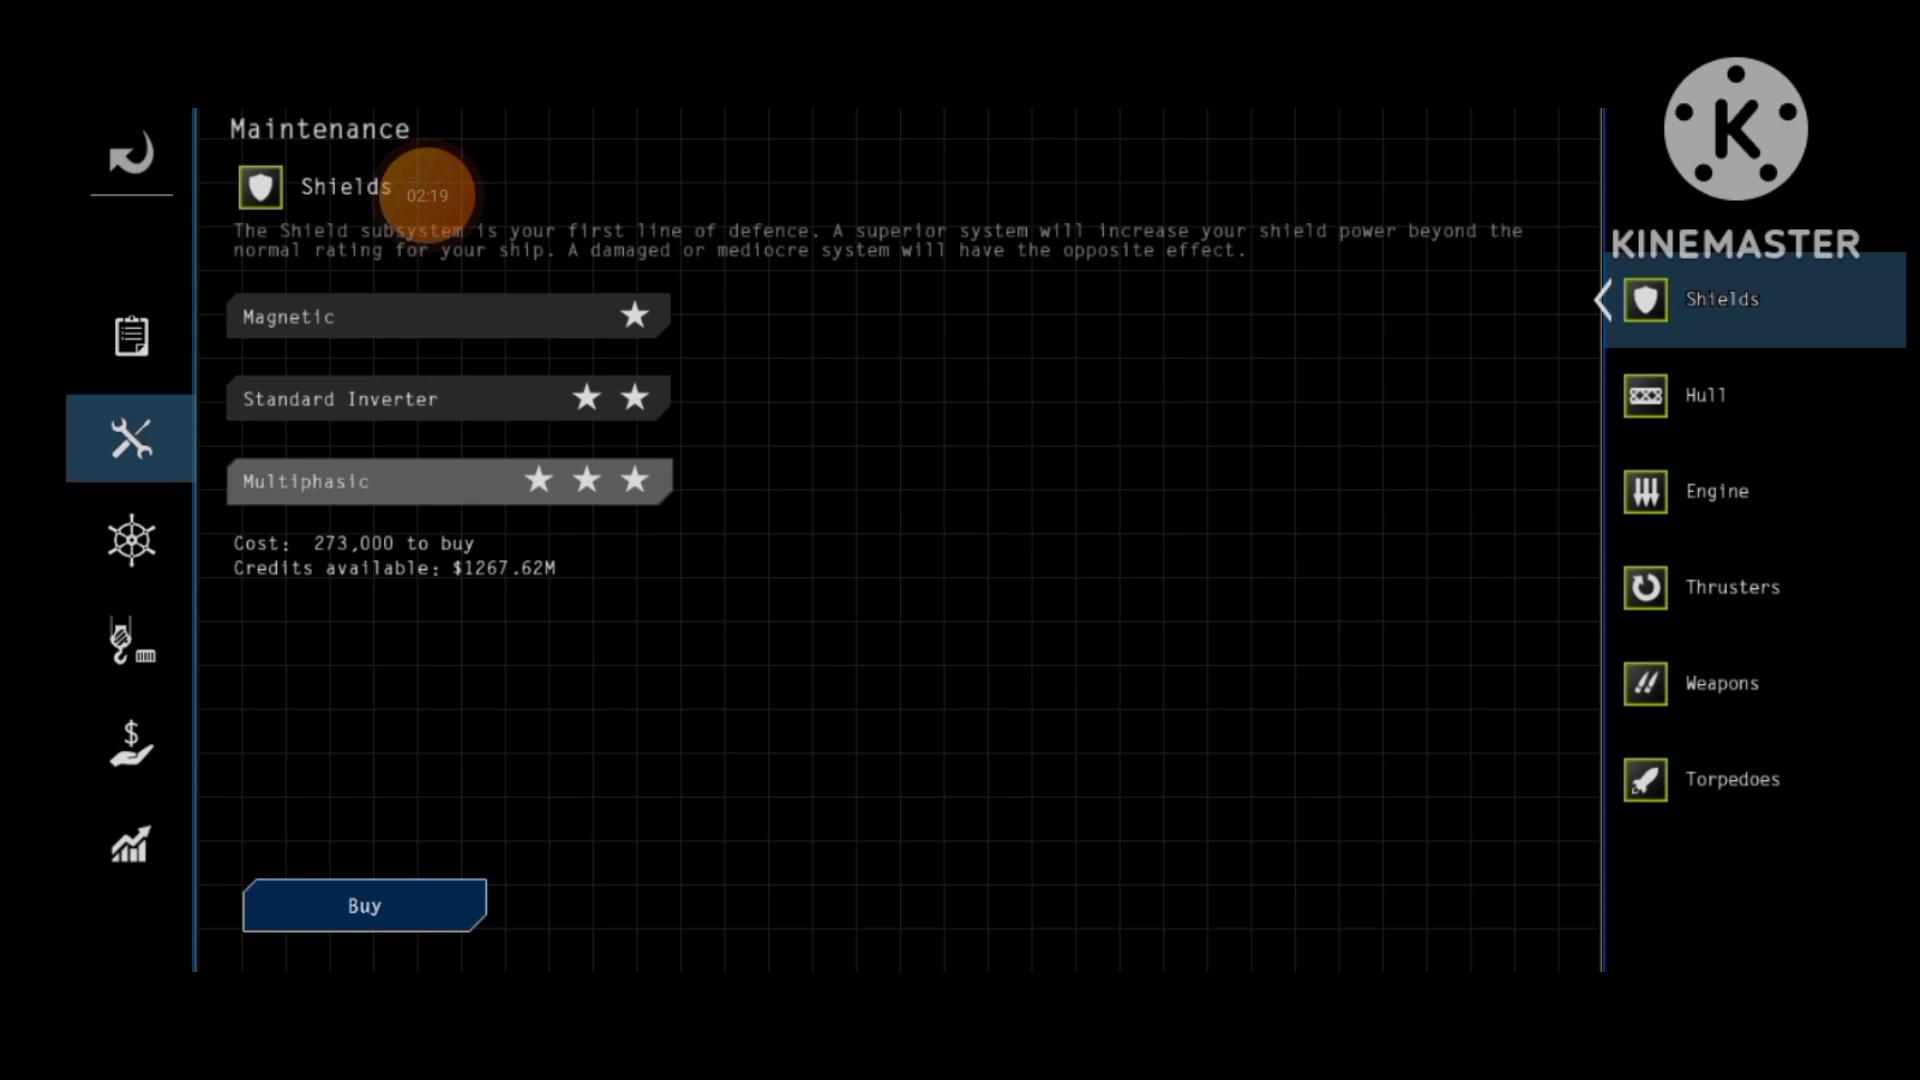 Maintenance
Shields
02:19
The Shield subsystem is your first line of defence. A superior system will increase your shield power beyond the
normal rating for your ship. A damaged or mediocre system will have the opposite effect.
Magnetic
Standard Inverter
Multiphasic
Cost: 273,000 to buy
Credits available: $1267.62M
Buy
K
KINEMASTER
Shields
Hull
Engine
Thrusters
Weapons
Torpedoes